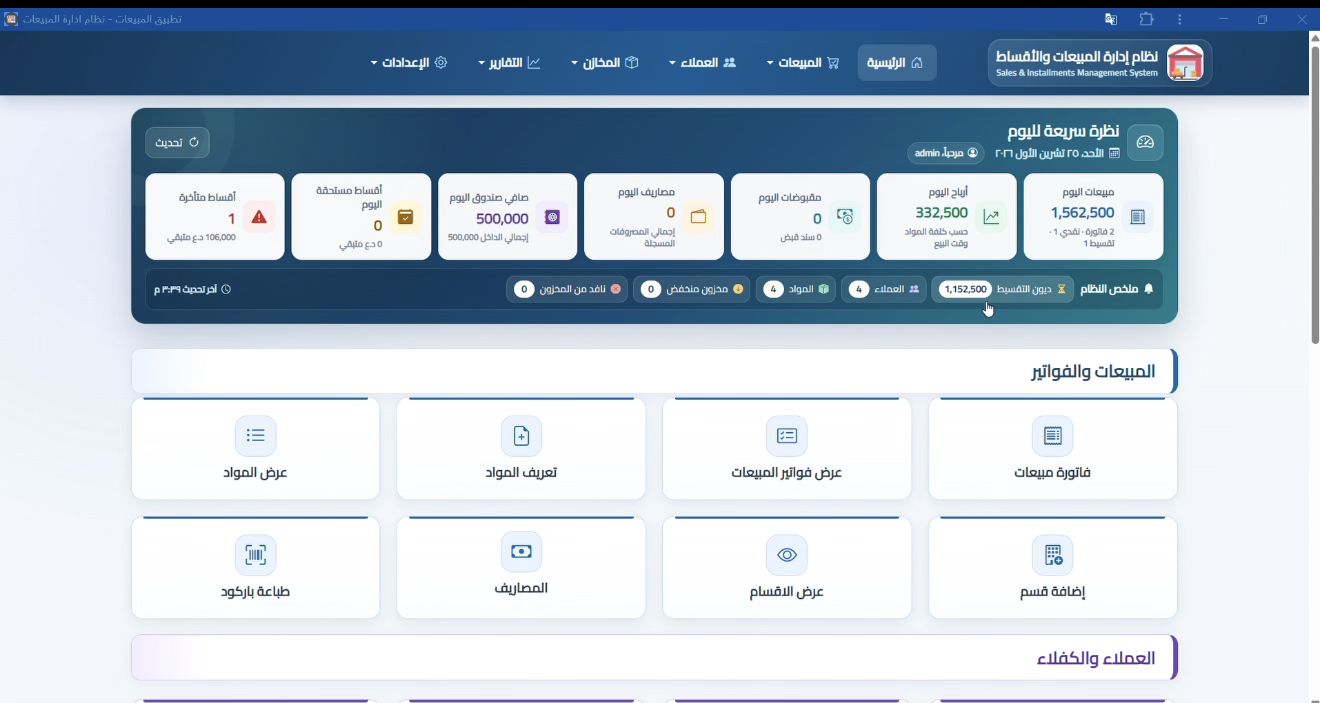 تطبيق المبيعات - نظام ادارة المبيعات
نظام إدارة المبيعات والأقساط
Sales & Installments Management System
الرئيسية
المبيعات
العملاء
المخازن
التقارير
الإعدادات
نظرة سريعة لليوم
الأحد، ٢٥ تشرين الأول ٢٠٢٦
مرحباً، admin
تحديث
مبيعات اليوم
1,562,500
2 فاتورة · نقدي 1 ·
تقسيط 1
أرباح اليوم
332,500
حسب كلفة المواد
وقت البيع
مقبوضات اليوم
0
0 سند قبض
مصاريف اليوم
0
إجمالي المصروفات
المسجلة
صافي صندوق اليوم
500,000
إجمالي الداخل 500,000
أقساط مستحقة
اليوم
0
0 د.ع متبقي
أقساط متأخرة
1
106,000 د.ع متبقي
ملخص النظام
ديون التقسيط 1,152,500
العملاء 4
المواد 4
مخزون منخفض 0
نافد من المخزون 0
آخر تحديث ٣:٣٩ م
المبيعات والفواتير
فاتورة مبيعات
عرض فواتير المبيعات
تعريف المواد
عرض المواد
إضافة قسم
عرض الاقسام
المصاريف
طباعة باركود
العملاء والكفلاء